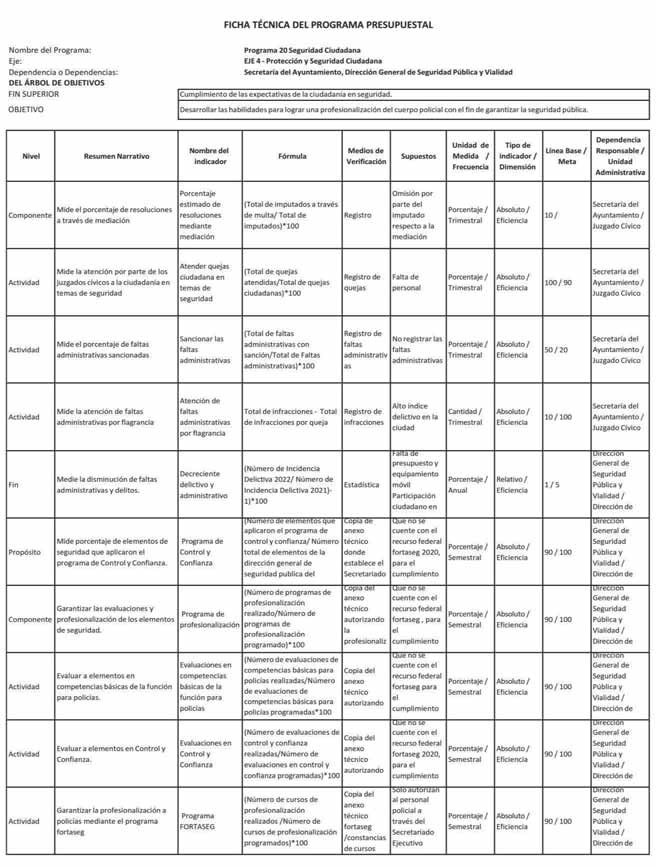 FICHA TÉCNICA DEL PROGRAMA PRESUPUESTAL
Nombre del Programa: Programa 20 Seguridad Ciudadana
Eje: EJE 4 - Protección y Seguridad Ciudadana
Dependencia o Dependencias: Secretaría del Ayuntamiento, Dirección General de Seguridad Pública y Vialidad
DEL ÁRBOL DE OBJETIVOS
FIN SUPERIOR Cumplimiento de las expectativas de la ciudadanía en seguridad.
OBJETIVO Desarrollar las habilidades para lograr una profesionalización del cuerpo policial con el fin de garantizar la seguridad pública.
Nivel
Resumen Narrativo
Nombre del
indicador
Fórmula
Medios de
Verificación
Supuestos
Unidad de
Medida /
Frecuencia
Tipo de
indicador /
Dimensión
Línea Base /
Meta
Dependencia
Responsable /
Unidad
Administrativa
Componente
Mide el porcentaje de resoluciones
a través de mediación
Porcentaje
estimado de
resoluciones
mediante
mediación
(Total de imputados a través
de multa/ Total de
imputados)*100
Registro
Omisión por
parte del
imputado
respecto a la
mediación
Porcentaje /
Trimestral
Absoluto /
Eficiencia
10 /
Secretaría del
Ayuntamiento /
Juzgado Cívico
Actividad
Mide la atención por parte de los
juzgados cívicos a la ciudadanía en
temas de seguridad
Atender quejas
ciudadana en
temas de
seguridad
(Total de quejas
atendidas/Total de quejas
ciudadanas)*100
Registro de
quejas
Falta de
personal
Porcentaje /
Trimestral
Absoluto /
Eficiencia
100 / 90
Secretaría del
Ayuntamiento /
Juzgado Cívico
Actividad
Mide el porcentaje de faltas
administrativas sancionadas
Sancionar las
faltas
administrativas
(Total de faltas
administrativas con
sanción/Total de Faltas
administrativas)*100
Registro de
faltas
administrativ
as
No registrar las
faltas
administrativas
Porcentaje /
Trimestral
Absoluto /
Eficiencia
50 / 20
Secretaría del
Ayuntamiento /
Juzgado Cívico
Actividad
Mide la atención de faltas
administrativas por flagrancia
Atención de
faltas
administrativas
por flagrancia
Total de infracciones - Total
de infracciones por queja
Registro de
infracciones
Alto índice
delictivo en la
ciudad
Cantidad /
Trimestral
Absoluto /
Eficiencia
10 / 100
Secretaría del
Ayuntamiento /
Juzgado Cívico
Fin
Medie la disminución de faltas
administrativas y delitos.
Decreciente
delictivo y
administrativo
(Número de Incidencia
Delictiva 2022/ Número de
Incidencia Delictiva 2021)-
1)*100
Estadística
Falta de
presupuesto y
equipamiento
móvil
Participación
ciudadano en
Porcentaje /
Anual
Relativo /
Eficiencia
1 / 5
Dirección
General de
Seguridad
Pública y
Vialidad /
Dirección de
Propósito
Mide porcentaje de elementos de
seguridad que aplicaron el
programa de Control y Confianza.
Programa de
Control y
Confianza
(Número de elementos que
aplicaron el programa de
control y confianza/ Número
total de elementos de la
dirección general de
seguridad publica del
Copia de
anexo
técnico
donde
establece el
Secretariado
Que no se
cuente con el
recurso federal
fortaseg 2020,
para el
cumplimiento
Porcentaje /
Semestral
Absoluto /
Eficiencia
90 / 100
Dirección
General de
Seguridad
Pública y
Vialidad /
Dirección de
Componente
Garantizar las evaluaciones y
profesionalización de los elementos
de seguridad.
Programa de
profesionalización
(Número de programas de
profesionalización
realizado/Número de
programas de
profesionalización
programado)*100
Copia del
anexo
técnico
autorizando
la
profesionaliz
Que no se
cuente con el
recurso federal
fortaseg , para
el
cumplimiento
Porcentaje /
Semestral
Absoluto /
Eficiencia
90 / 100
Dirección
General de
Seguridad
Pública y
Vialidad /
Dirección de
Actividad
Evaluar a elementos en
competencias básicas de la función
para policías.
Evaluaciones en
competencias
básicas de la
función para
policías
(Número de evaluaciones de
competencias básicas para
policías realizadas/Número
de evaluaciones de
competencias básicas para
policías programadas*100
Copia del
anexo
técnico
autorizando
Que no se
cuente con el
recurso federal
fortaseg para
el
cumplimiento
Porcentaje /
Semestral
Absoluto /
Eficiencia
90 / 100
Dirección
General de
Seguridad
Pública y
Vialidad /
Dirección de
Actividad
Evaluar a elementos en Control y
Confianza.
Evaluaciones en
Control y
Confianza
(Número de evaluaciones de
control y confianza
realizadas/Número de
evaluaciones en control y
confianza programadas)*100
Copia del
anexo
técnico
autorizando
Que no se
cuente con el
recurso federal
fortaseg 2020,
para el
cumplimiento
Porcentaje /
Semestral
Absoluto /
Eficiencia
90 / 100
Dirección
General de
Seguridad
Pública y
Vialidad /
Dirección de
Actividad
Garantizar la profesionalización a
policías mediante el programa
fortaseg
Programa
FORTASEG
(Número de cursos de
profesionalización
realizados /Número de
cursos de profesionalización
programados)*100
Copia del
anexo
técnico
fortaseg
/constancias
de cursos
Solo autorizan
al personal
policial a
través del
Secretariado
Ejecutivo
Porcentaje /
Semestral
Absoluto /
Eficiencia
90 / 100
Dirección
General de
Seguridad
Pública y
Vialidad /
Dirección de